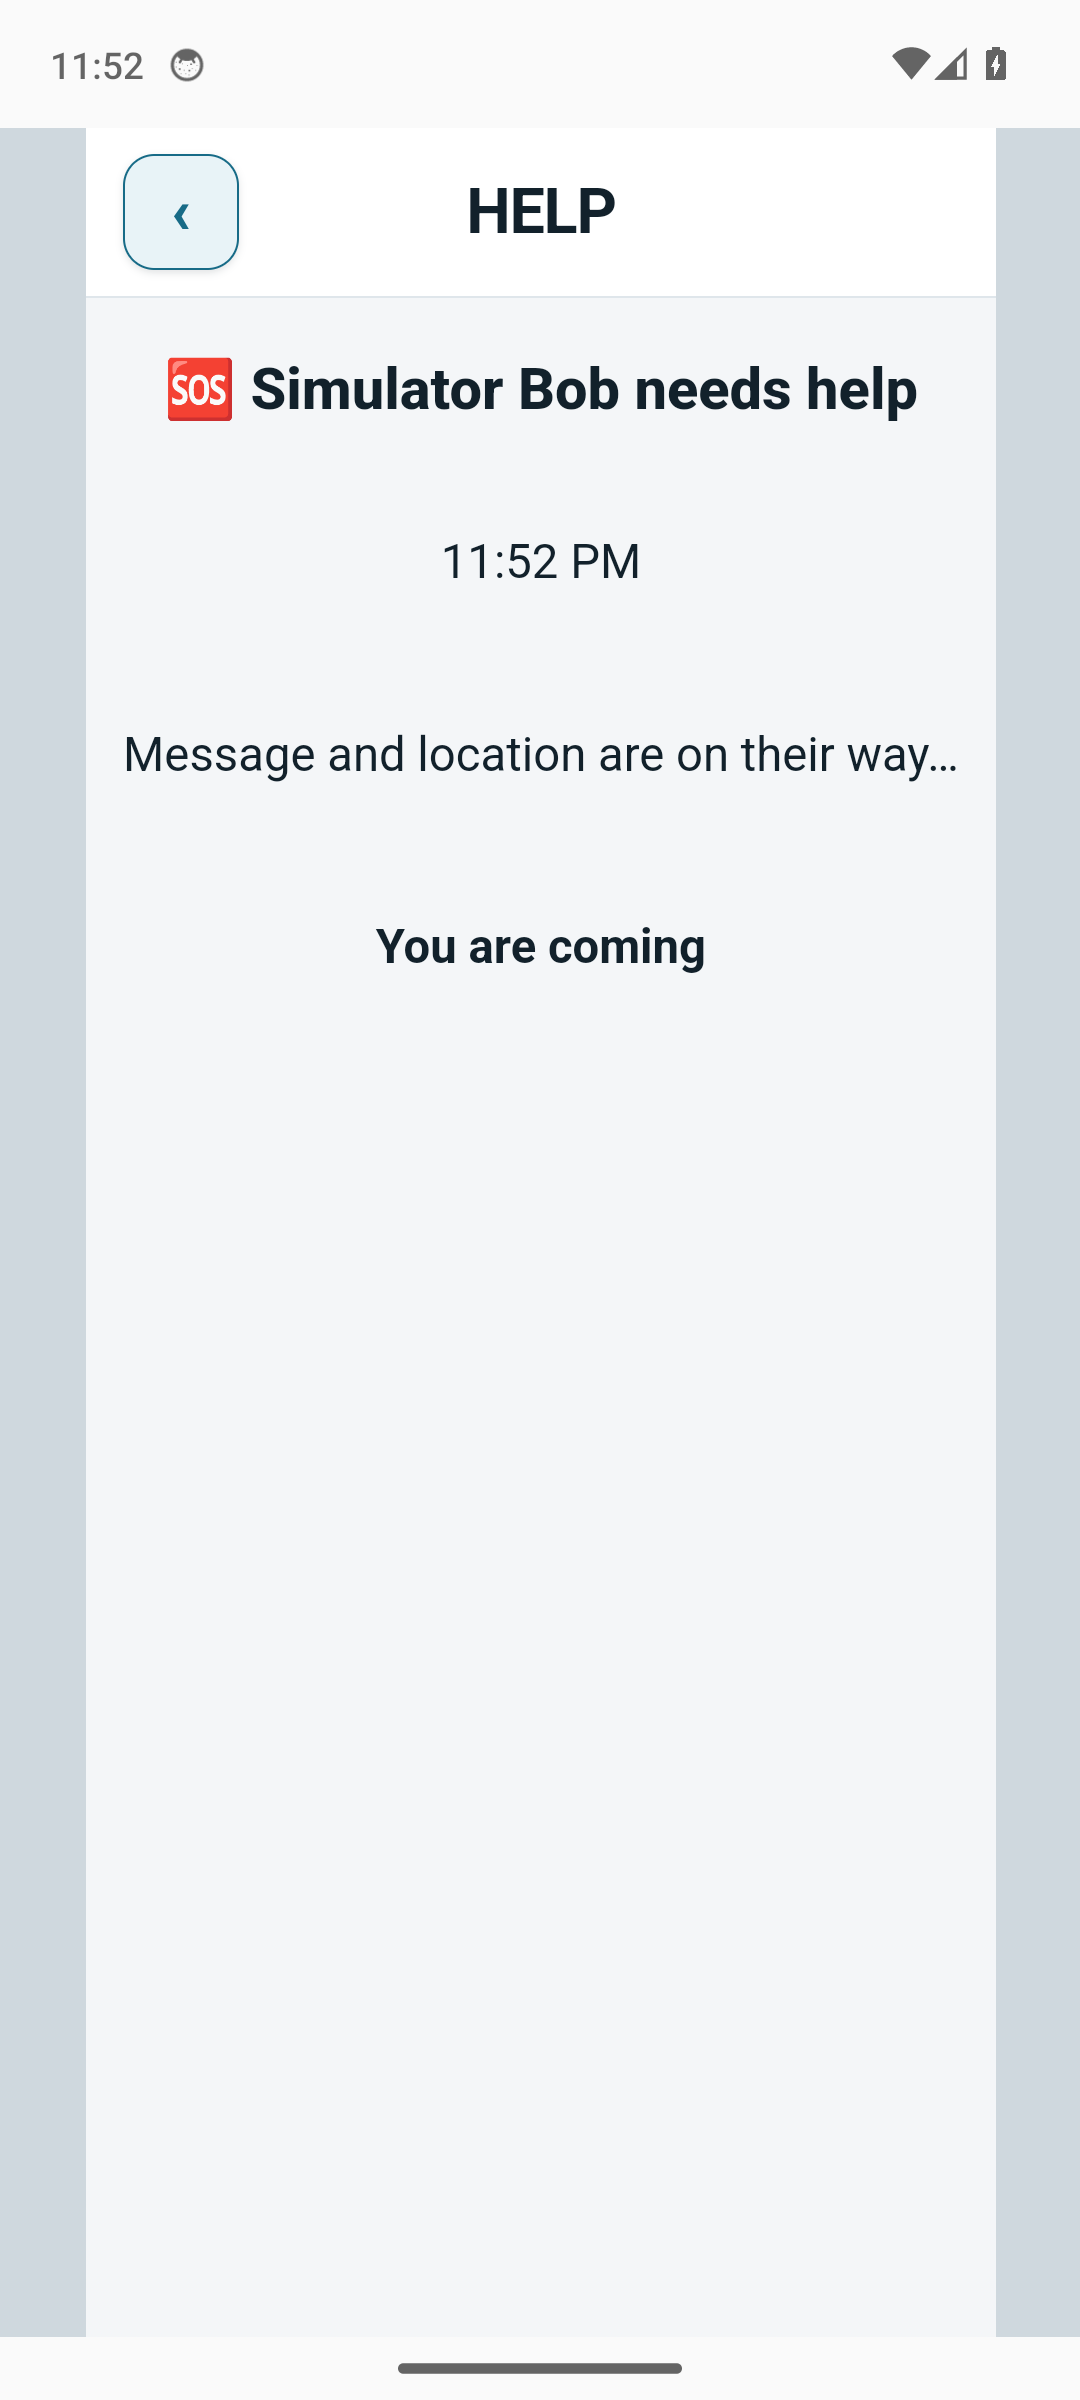 11:52
‹
HELP
🆘 Simulator Bob needs help
11:52 PM
Message and location are on their way…
You are coming